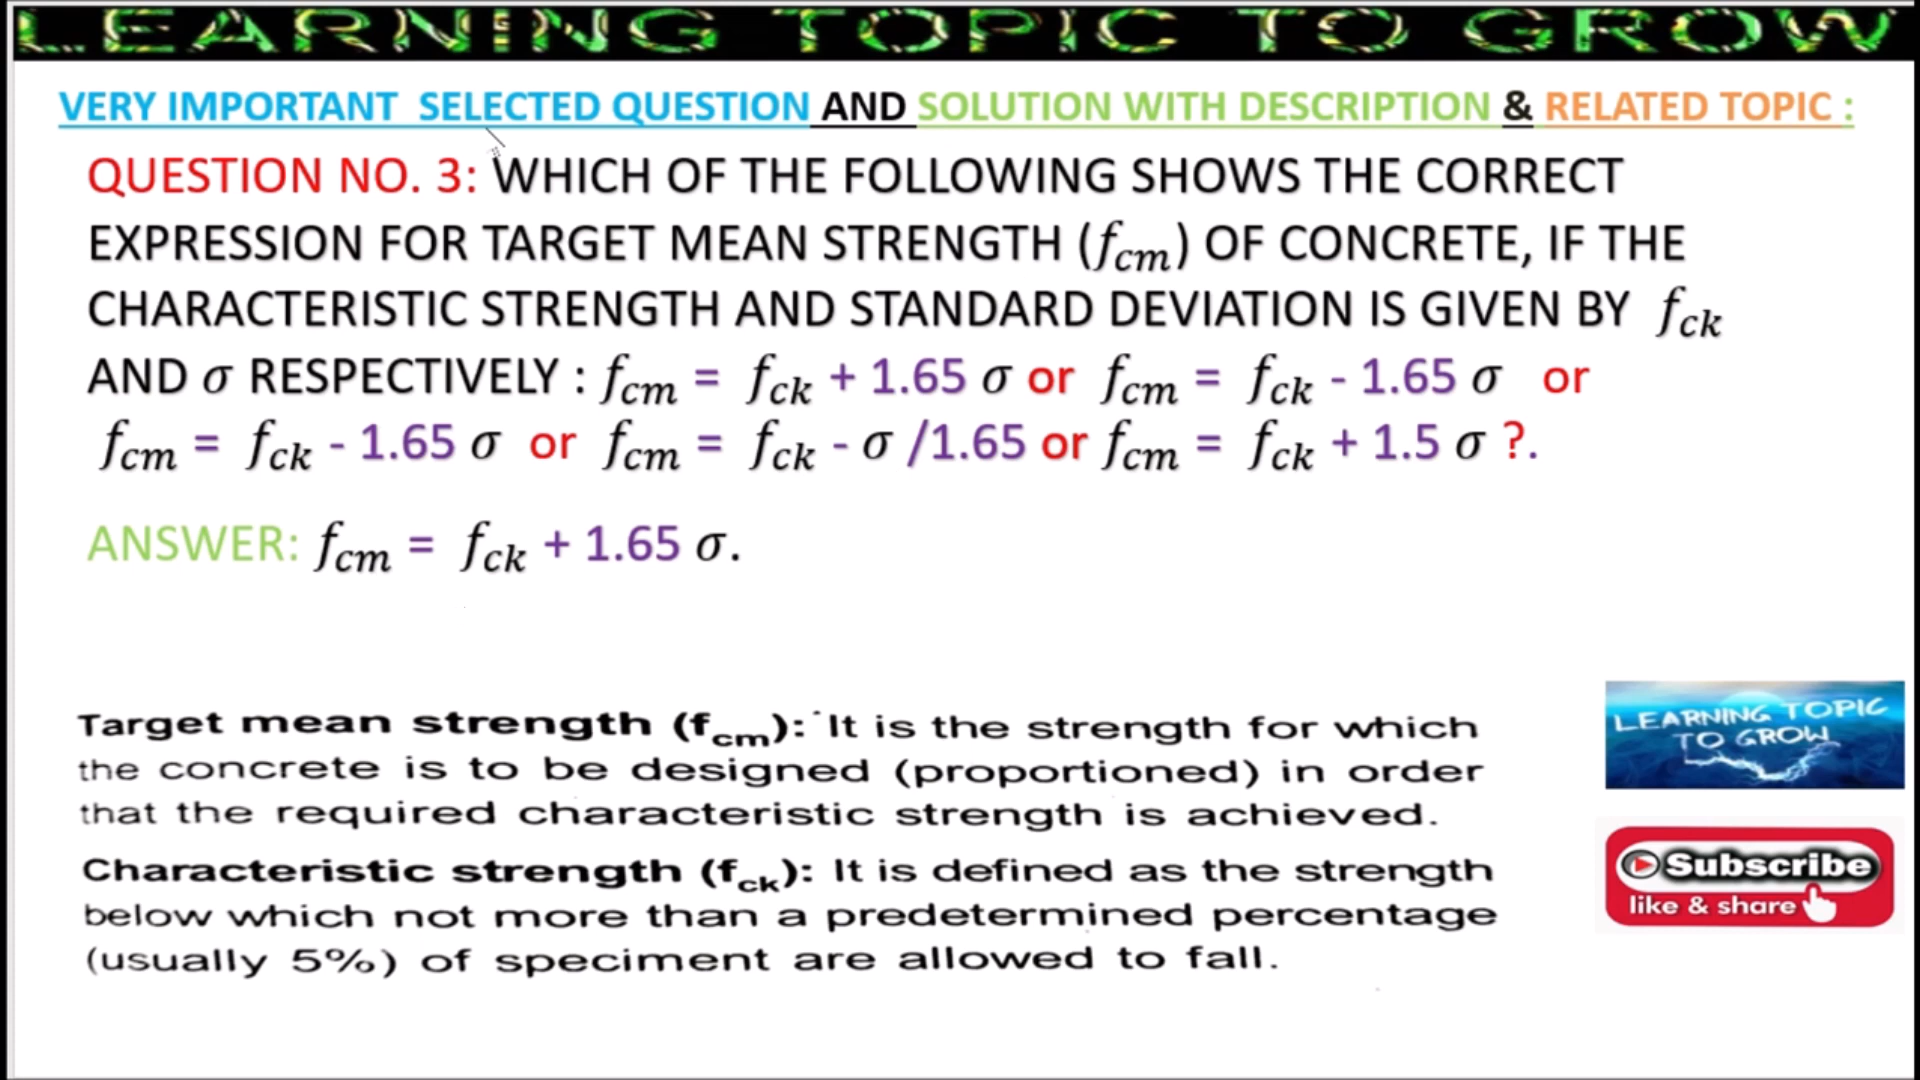 LEARNING TOPIC TO GROW
VERY IMPORTANT SELECTED QUESTION AND SOLUTION WITH DESCRIPTION & RELATED TOPIC :
QUESTION NO. 3: WHICH OF THE FOLLOWING SHOWS THE CORRECT
EXPRESSION FOR TARGET MEAN STRENGTH (fcm) OF CONCRETE, IF THE
CHARACTERISTIC STRENGTH AND STANDARD DEVIATION IS GIVEN BY fck
AND σ RESPECTIVELY : fcm = fck + 1.65 σ or fcm = fck - 1.65 σ or
fcm = fck - 1.65 σ or fcm = fck - σ /1.65 or fcm = fck + 1.5 σ ?.
ANSWER: fcm = fck + 1.65 σ.
Target mean strength (fcm): It is the strength for which
the concrete is to be designed (proportioned) in order
that the required characteristic strength is achieved.
Characteristic strength (fck): It is defined as the strength
below which not more than a predetermined percentage
(usually 5%) of speciment are allowed to fall.
LEARNING TOPIC
TO GROW
Subscribe
like & share